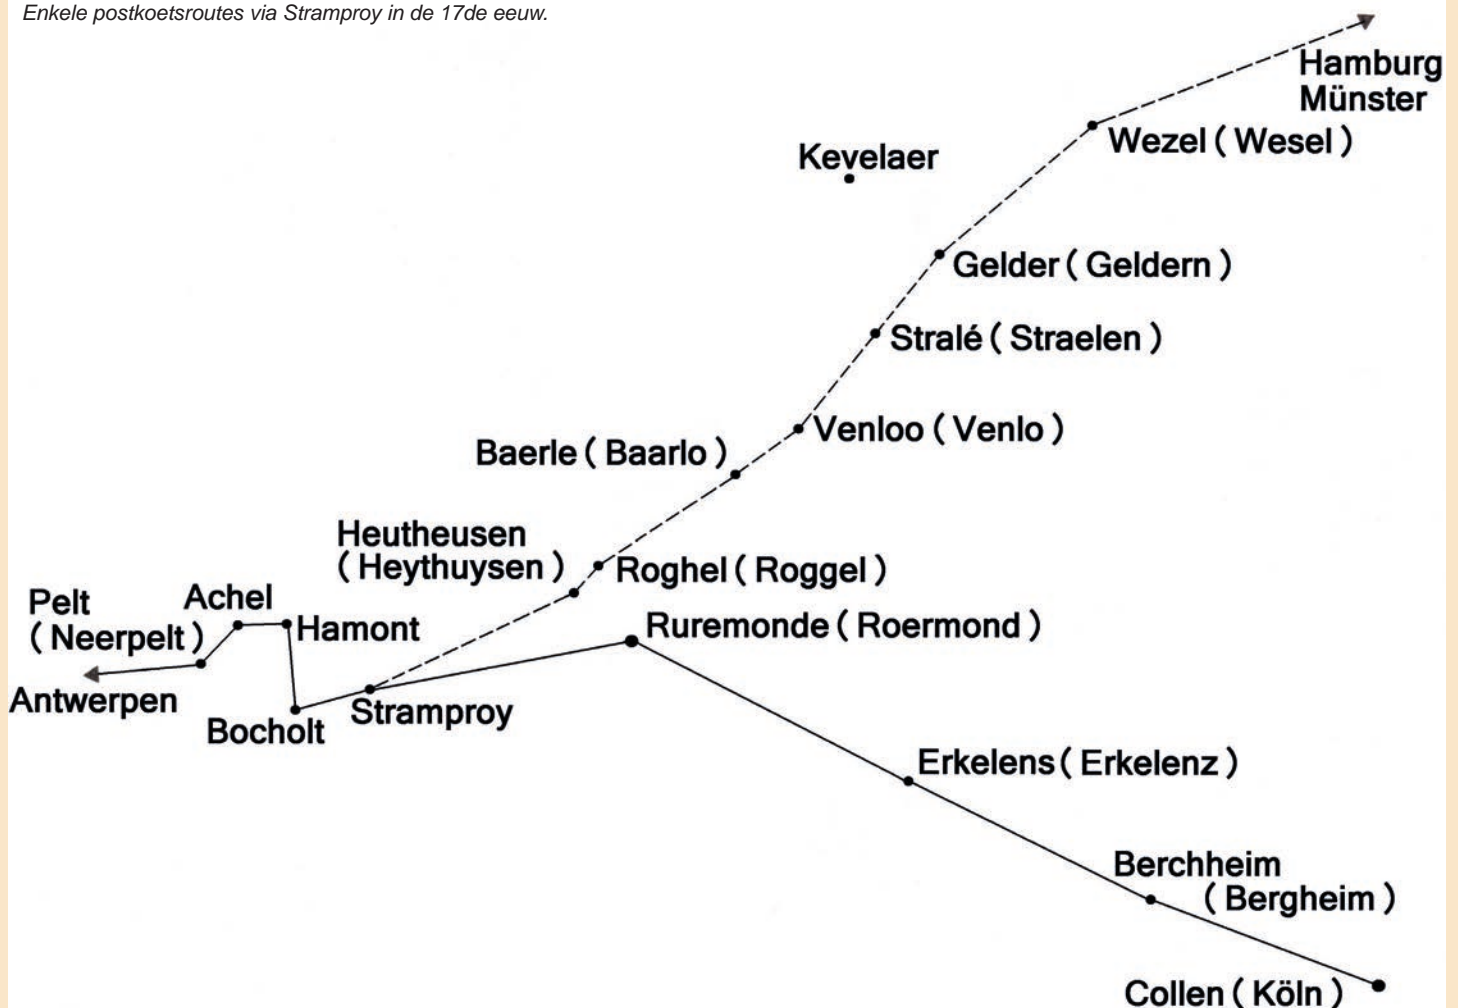 Enkele postkoetsroutes via Stramproy in de 17de eeuw.
Hamburg
Münster
Wezel ( Wesel )
Kevelaer
Gelder ( Geldern )
Stralé ( Straelen )
Venloo ( Venlo )
Baerle ( Baarlo )
Heutheusen
( Heythuysen )
Roghel ( Roggel )
Pelt
( Neerpelt )
Achel
Hamont
Ruremonde ( Roermond )
Antwerpen
Bocholt
Stramproy
Erkelens ( Erkelenz )
Berchheim
( Bergheim )
Collen ( Köln )